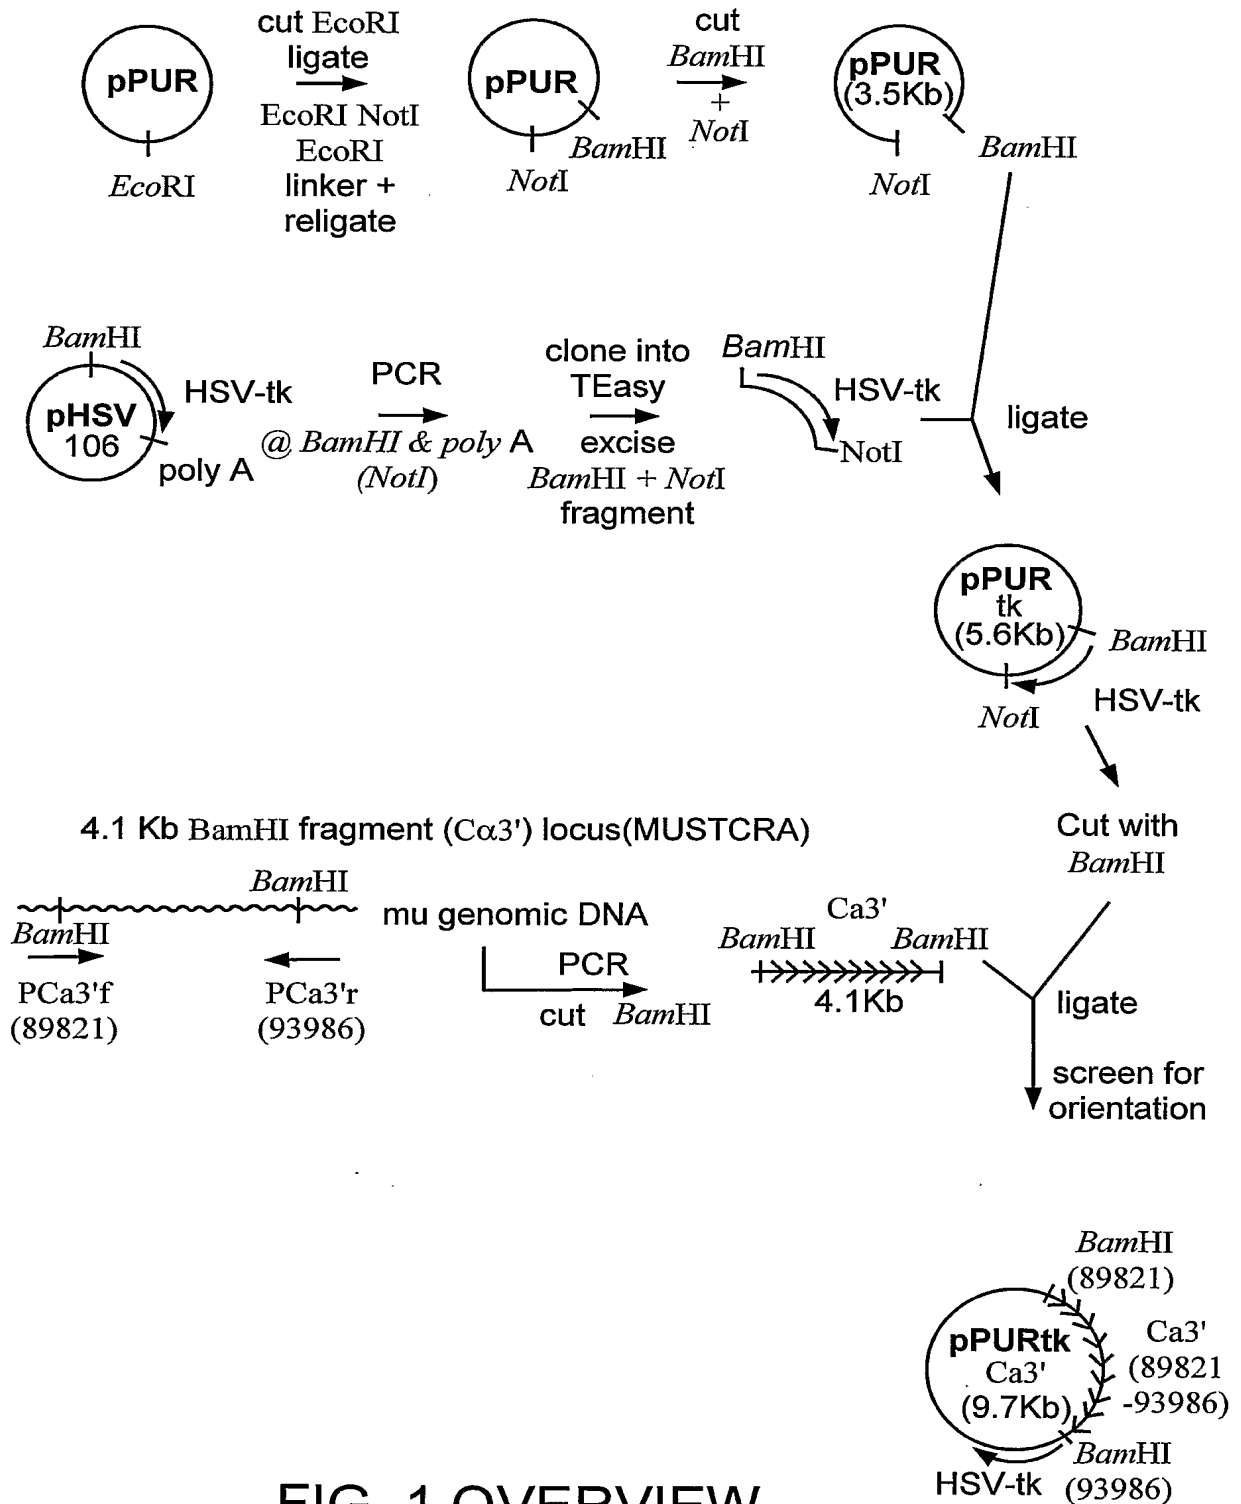 pPUR
EcoRI
cut EcoRI
ligate
EcoRI NotI
EcoRI
linker +
religate
pPUR
BamHI
NotI
cut
BamHI
+
NotI
pPUR
(3.5Kb)
BamHI
NotI
BamHI
pHSV
106
HSV-tk
poly A
PCR
@ BamHI & poly A
(NotI)
clone into
TEasy
excise
BamHI + NotI
fragment
BamHI
HSV-tk
NotI
ligate
pPUR
tk
(5.6Kb)
BamHI
HSV-tk
NotI
Cut with
BamHI
4.1 Kb BamHI fragment (Cα3') locus(MUSTCRA)
BamHI
BamHI
PCa3'f
(89821)
PCa3'r
(93986)
mu genomic DNA
PCR
cut BamHI
Ca3'
BamHI BamHI
4.1Kb
ligate
screen for
orientation
BamHI
(89821)
pPURtk
Ca3'
(9.7Kb)
Ca3'
(89821
-93986)
BamHI
(93986)
HSV-tk
FIG. 1 OVERVIEW